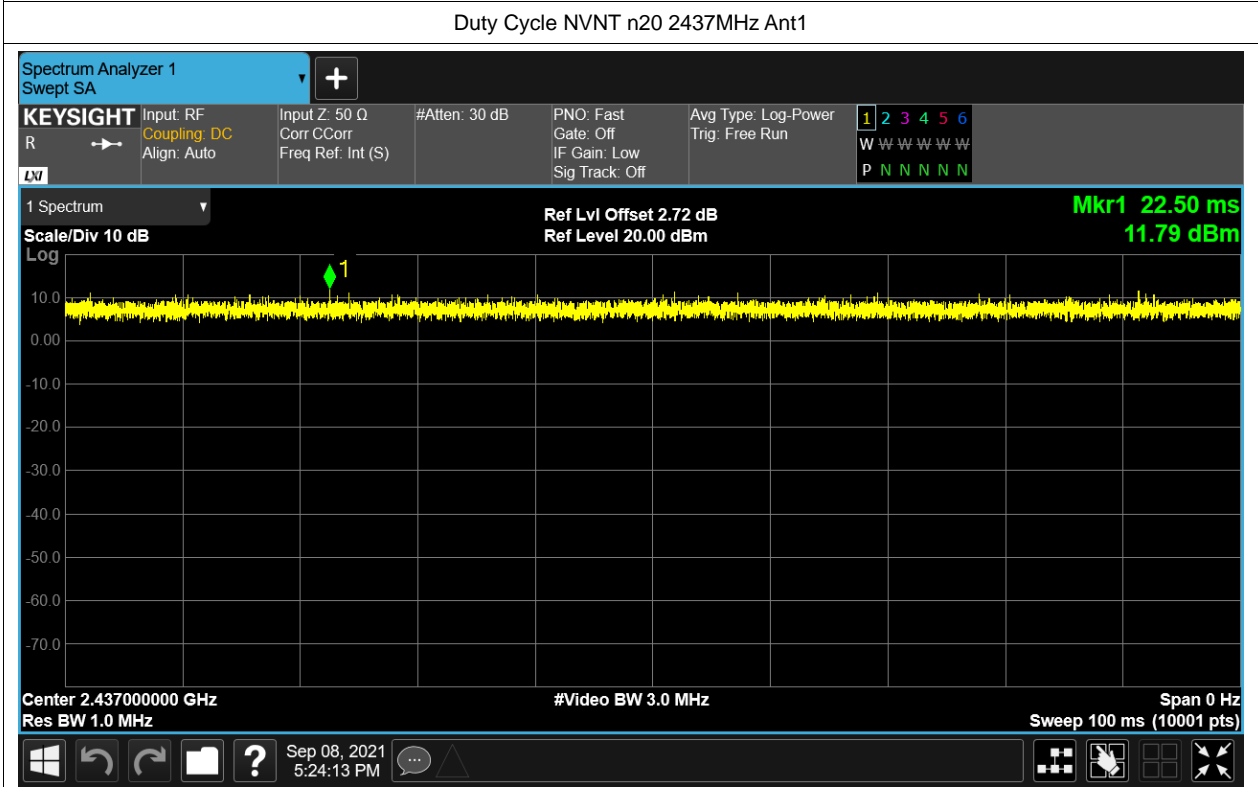 Duty Cycle NVNT n20 2437MHz Ant1
Spectrum Analyzer 1
Swept SA
KEYSIGHT
R
LXI
Input: RF
Coupling: DC
Align: Auto
Input Z: 50 Ω
Corr CCorr
Freq Ref: Int (S)
#Atten: 30 dB
PNO: Fast
Gate: Off
IF Gain: Low
Sig Track: Off
Avg Type: Log-Power
Trig: Free Run
1 2 3 4 5 6
W W W W W W
P N N N N N
1 Spectrum
Scale/Div 10 dB
Ref Lvl Offset 2.72 dB
Ref Level 20.00 dBm
Mkr1 22.50 ms
11.79 dBm
Log
1
10.0
0.00
-10.0
-20.0
-30.0
-40.0
-50.0
-60.0
-70.0
Center 2.437000000 GHz
Res BW 1.0 MHz
#Video BW 3.0 MHz
Span 0 Hz
Sweep 100 ms (10001 pts)
?
Sep 08, 2021
5:24:13 PM